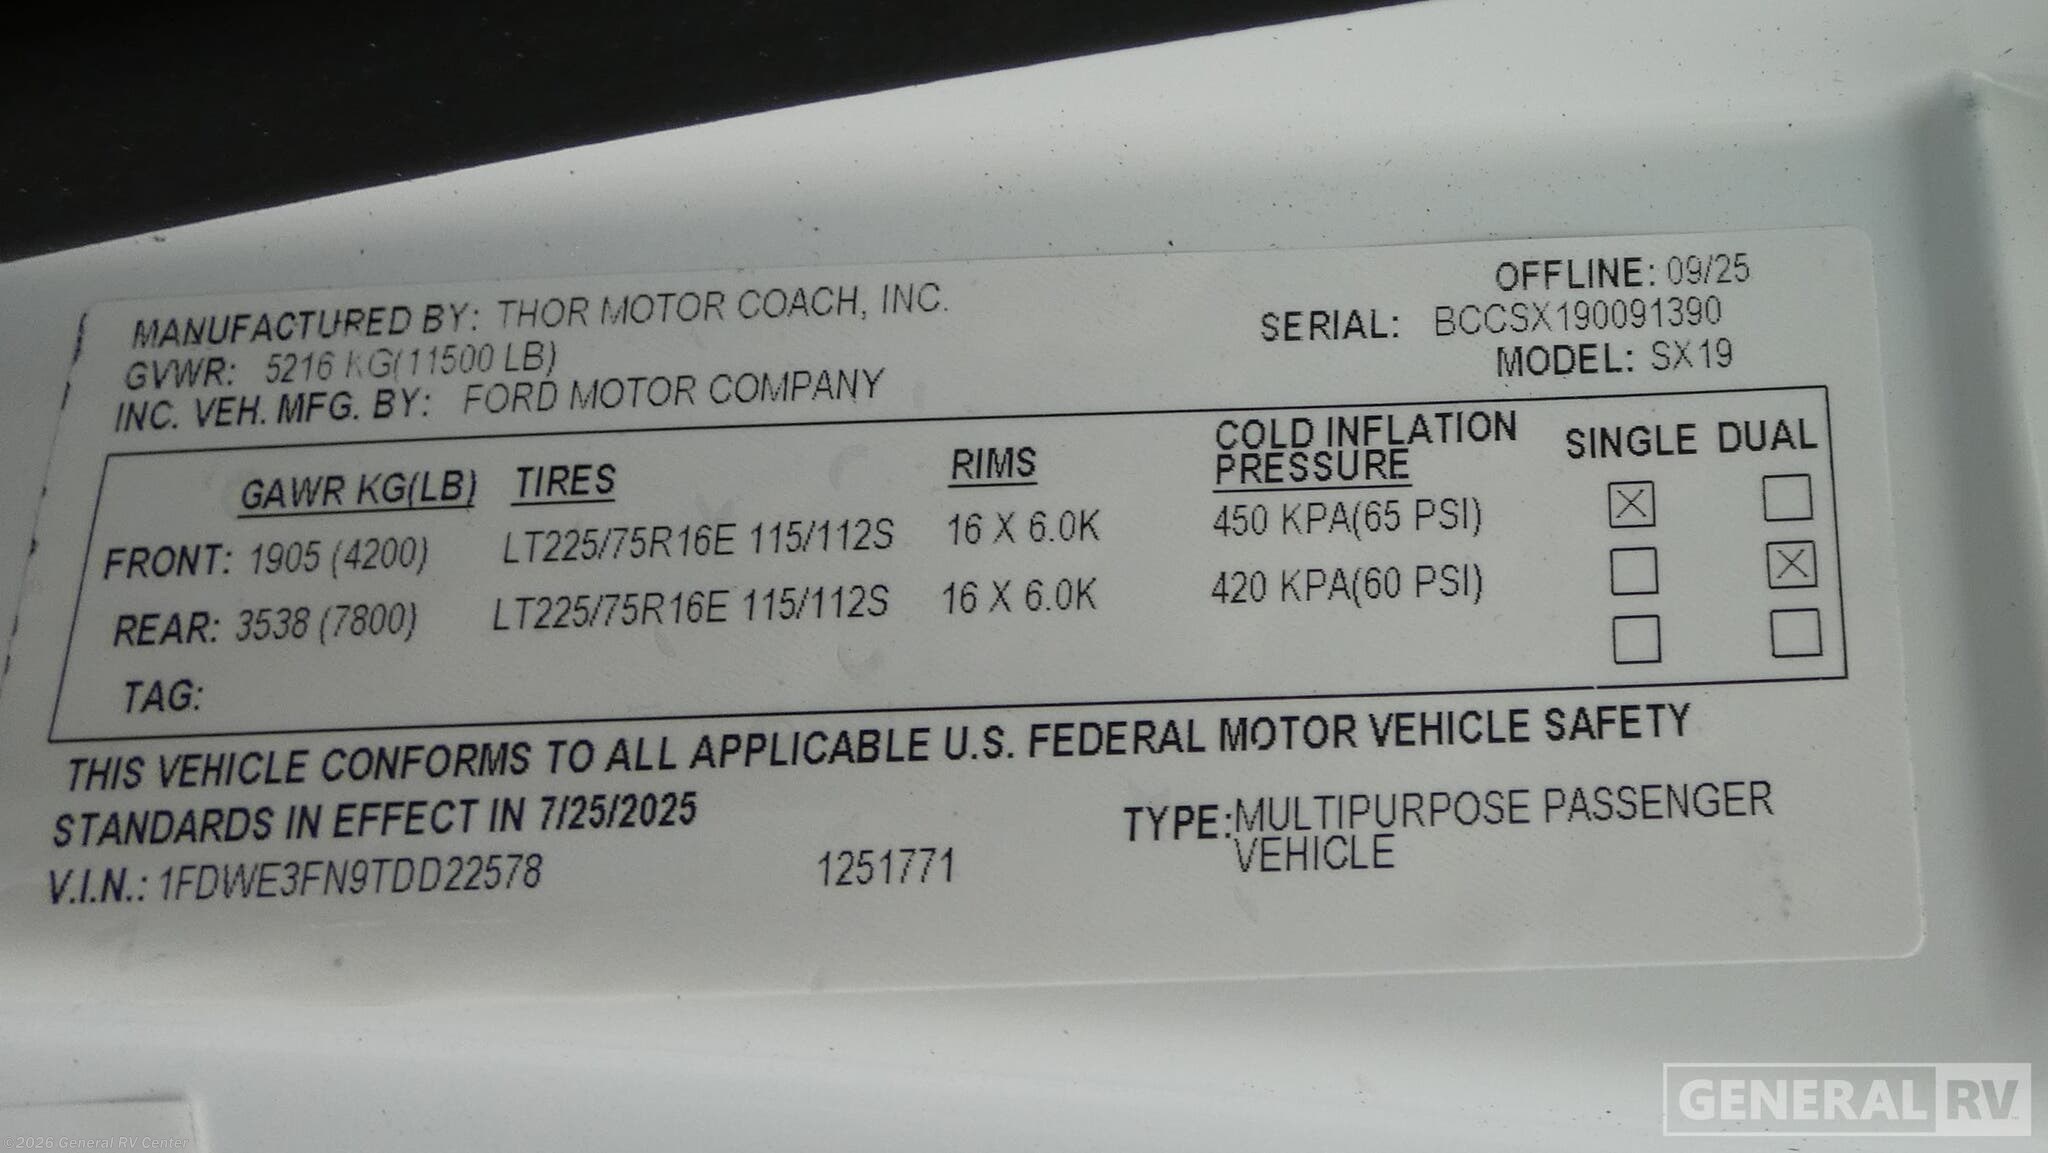 OFFLINE: 09/25
MANUFACTURED BY: THOR MOTOR COACH, INC.
SERIAL: BCCSX190091390
GVWR: 5216 KG(11500 LB)
MODEL: SX19
INC. VEH. MFG. BY: FORD MOTOR COMPANY
GAWR KG(LB) TIRES RIMS COLD INFLATION PRESSURE SINGLE DUAL
FRONT: 1905 (4200) LT225/75R16E 115/112S 16 X 6.0K 450 KPA(65 PSI)
REAR: 3538 (7800) LT225/75R16E 115/112S 16 X 6.0K 420 KPA(60 PSI)
TAG:
THIS VEHICLE CONFORMS TO ALL APPLICABLE U.S. FEDERAL MOTOR VEHICLE SAFETY
STANDARDS IN EFFECT IN 7/25/2025
TYPE: MULTIPURPOSE PASSENGER
VEHICLE
V.I.N.: 1FDWE3FN9TDD22578 1251771
GENERAL RV
©2026 General RV Center